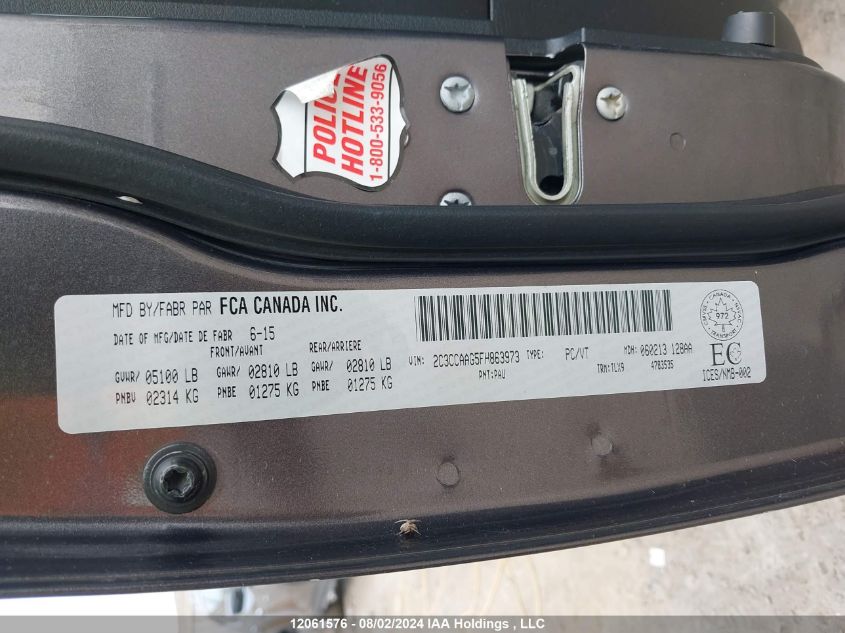 POLICE
HOTLINE
1-800-533-9056
MFD BY/FABR PAR FCA CANADA INC.
DATE OF MFG/DATE DE FABR 6-15
FRONT/AVANT REAR/ARRIERE
GVWR/ 05100 LB GAWR/ 02810 LB GAWR/ 02810 LB
PNBV 02314 KG PNBE 01275 KG PNBE 01275 KG
VIN: 2C3CCAAG5FH863973 TYPE: PC/VT MDH: 060213 128AA
PNT: PAU TRM: TLX9 4783535
CANADA
972
TRANSPORT
EC
ICES/NMB-002
12061576 - 08/02/2024 IAA Holdings , LLC